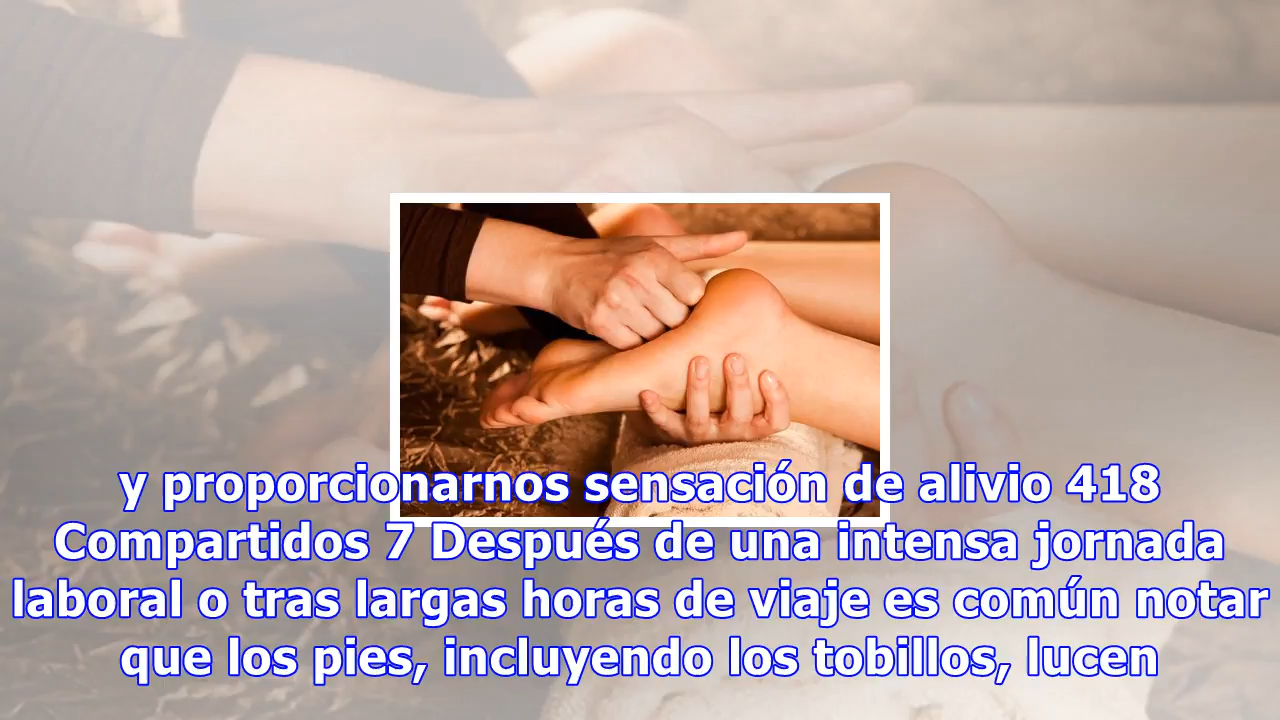 y proporcionarnos sensación de alivio 418
Compartidos 7 Después de una intensa jornada
laboral o tras largas horas de viaje es común notar
que los pies, incluyendo los tobillos, lucen